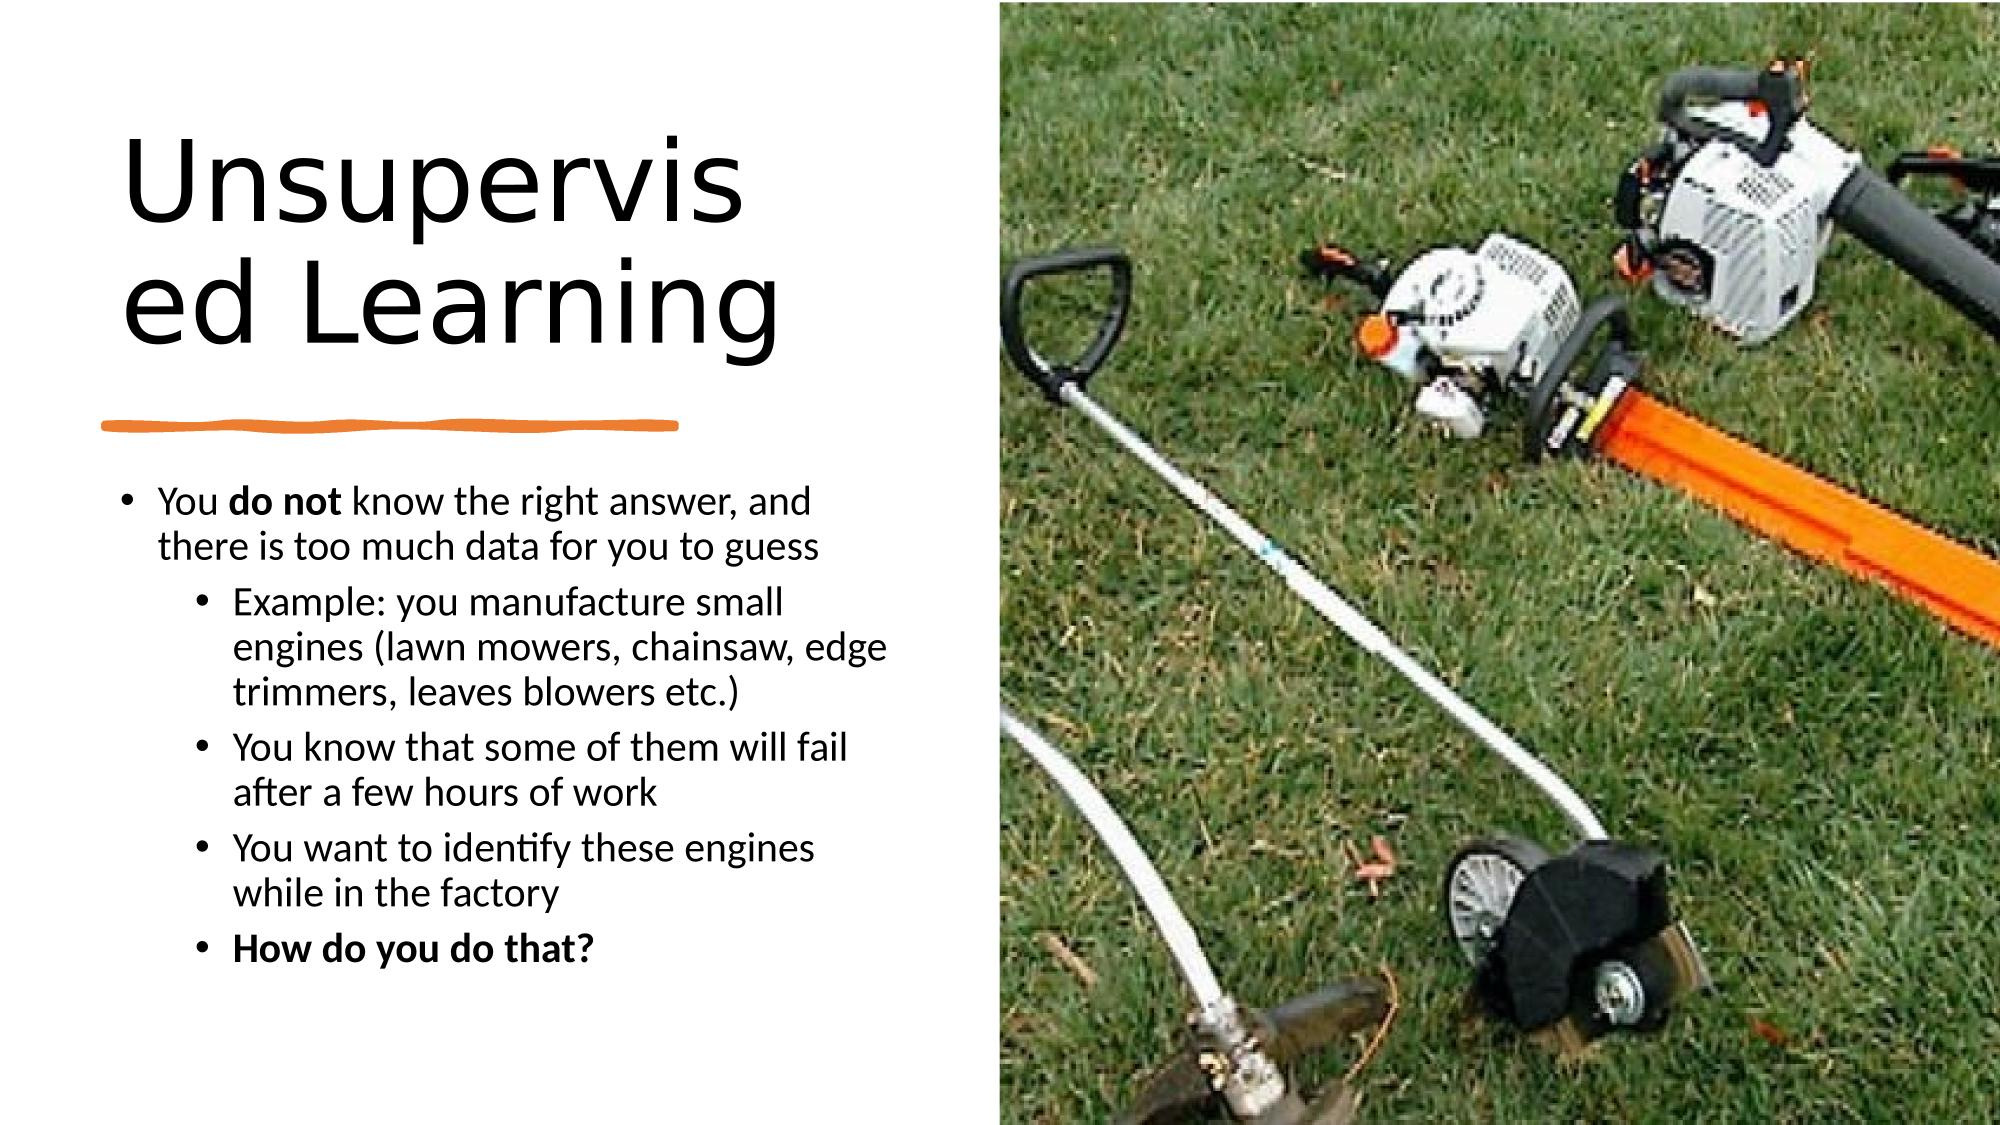 Unsupervis
ed Learning
• You do not know the right answer, and
there is too much data for you to guess
• Example: you manufacture small
engines (lawn mowers, chainsaw, edge
trimmers, leaves blowers etc.)
• You know that some of them will fail
after a few hours of work
• You want to identify these engines
while in the factory
• How do you do that?